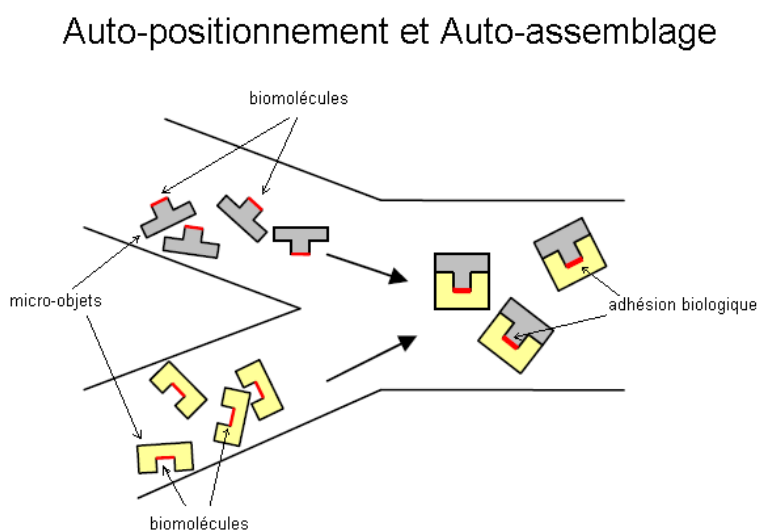 Auto-positionnement et Auto-assemblage
biomolécules
micro-objets
adhésion biologique
biomolécules